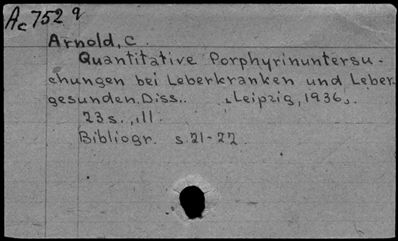 Ac 752 q
Arnold, C.
Quantitative Porphyrinuntersu-
chungen bei Leberkranken und Leber-
gesunden. Diss.. „Leipzig, 1936„.
23 s., ill.
Bibliogr. s. 21-22.